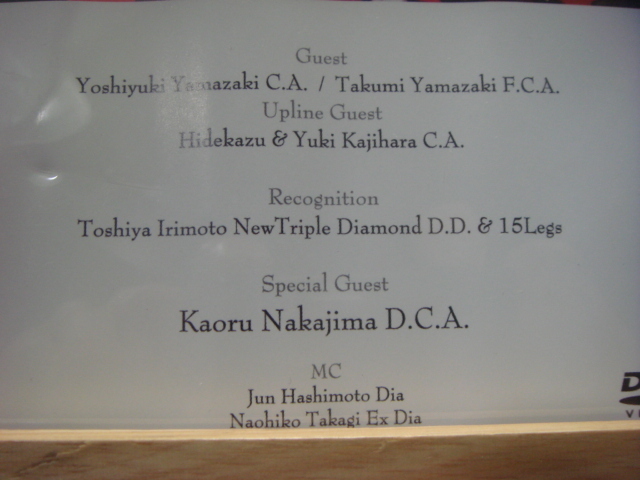 Guest
Yoshiyuki Yamazaki C.A. / Takumi Yamazaki F.C.A.
Upline Guest
Hidekazu & Yuki Kajihara C.A.
Recognition
Toshiya Irimoto NewTriple Diamond D.D. & 15Legs
Special Guest
Kaoru Nakajima D.C.A.
MC
Jun Hashimoto Dia
Naohiko Takagi Ex Dia